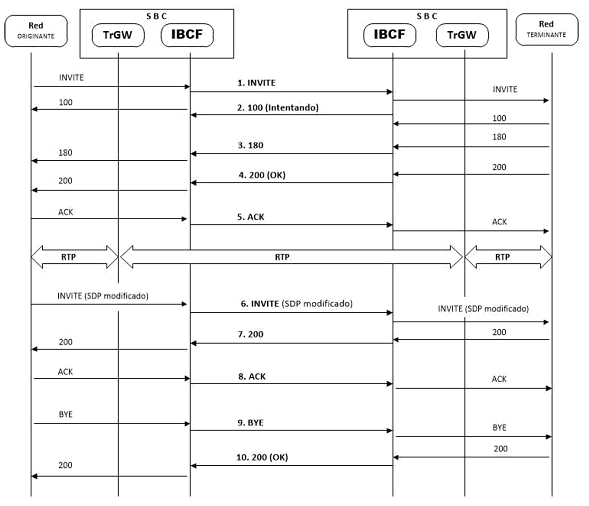 S B C
S B C
Red
ORIGINANTE
TrGW
IBCF
IBCF
TrGW
Red
TERMINANTE
INVITE
1. INVITE
INVITE
100
2. 100 (Intentando)
100
180
3. 180
180
200
4. 200 (OK)
200
ACK
5. ACK
ACK
RTP
RTP
RTP
INVITE (SDP modificado)
6. INVITE (SDP modificado)
INVITE (SDP modificado)
200
7. 200
200
ACK
8. ACK
ACK
BYE
9. BYE
BYE
200
10. 200 (OK)
200